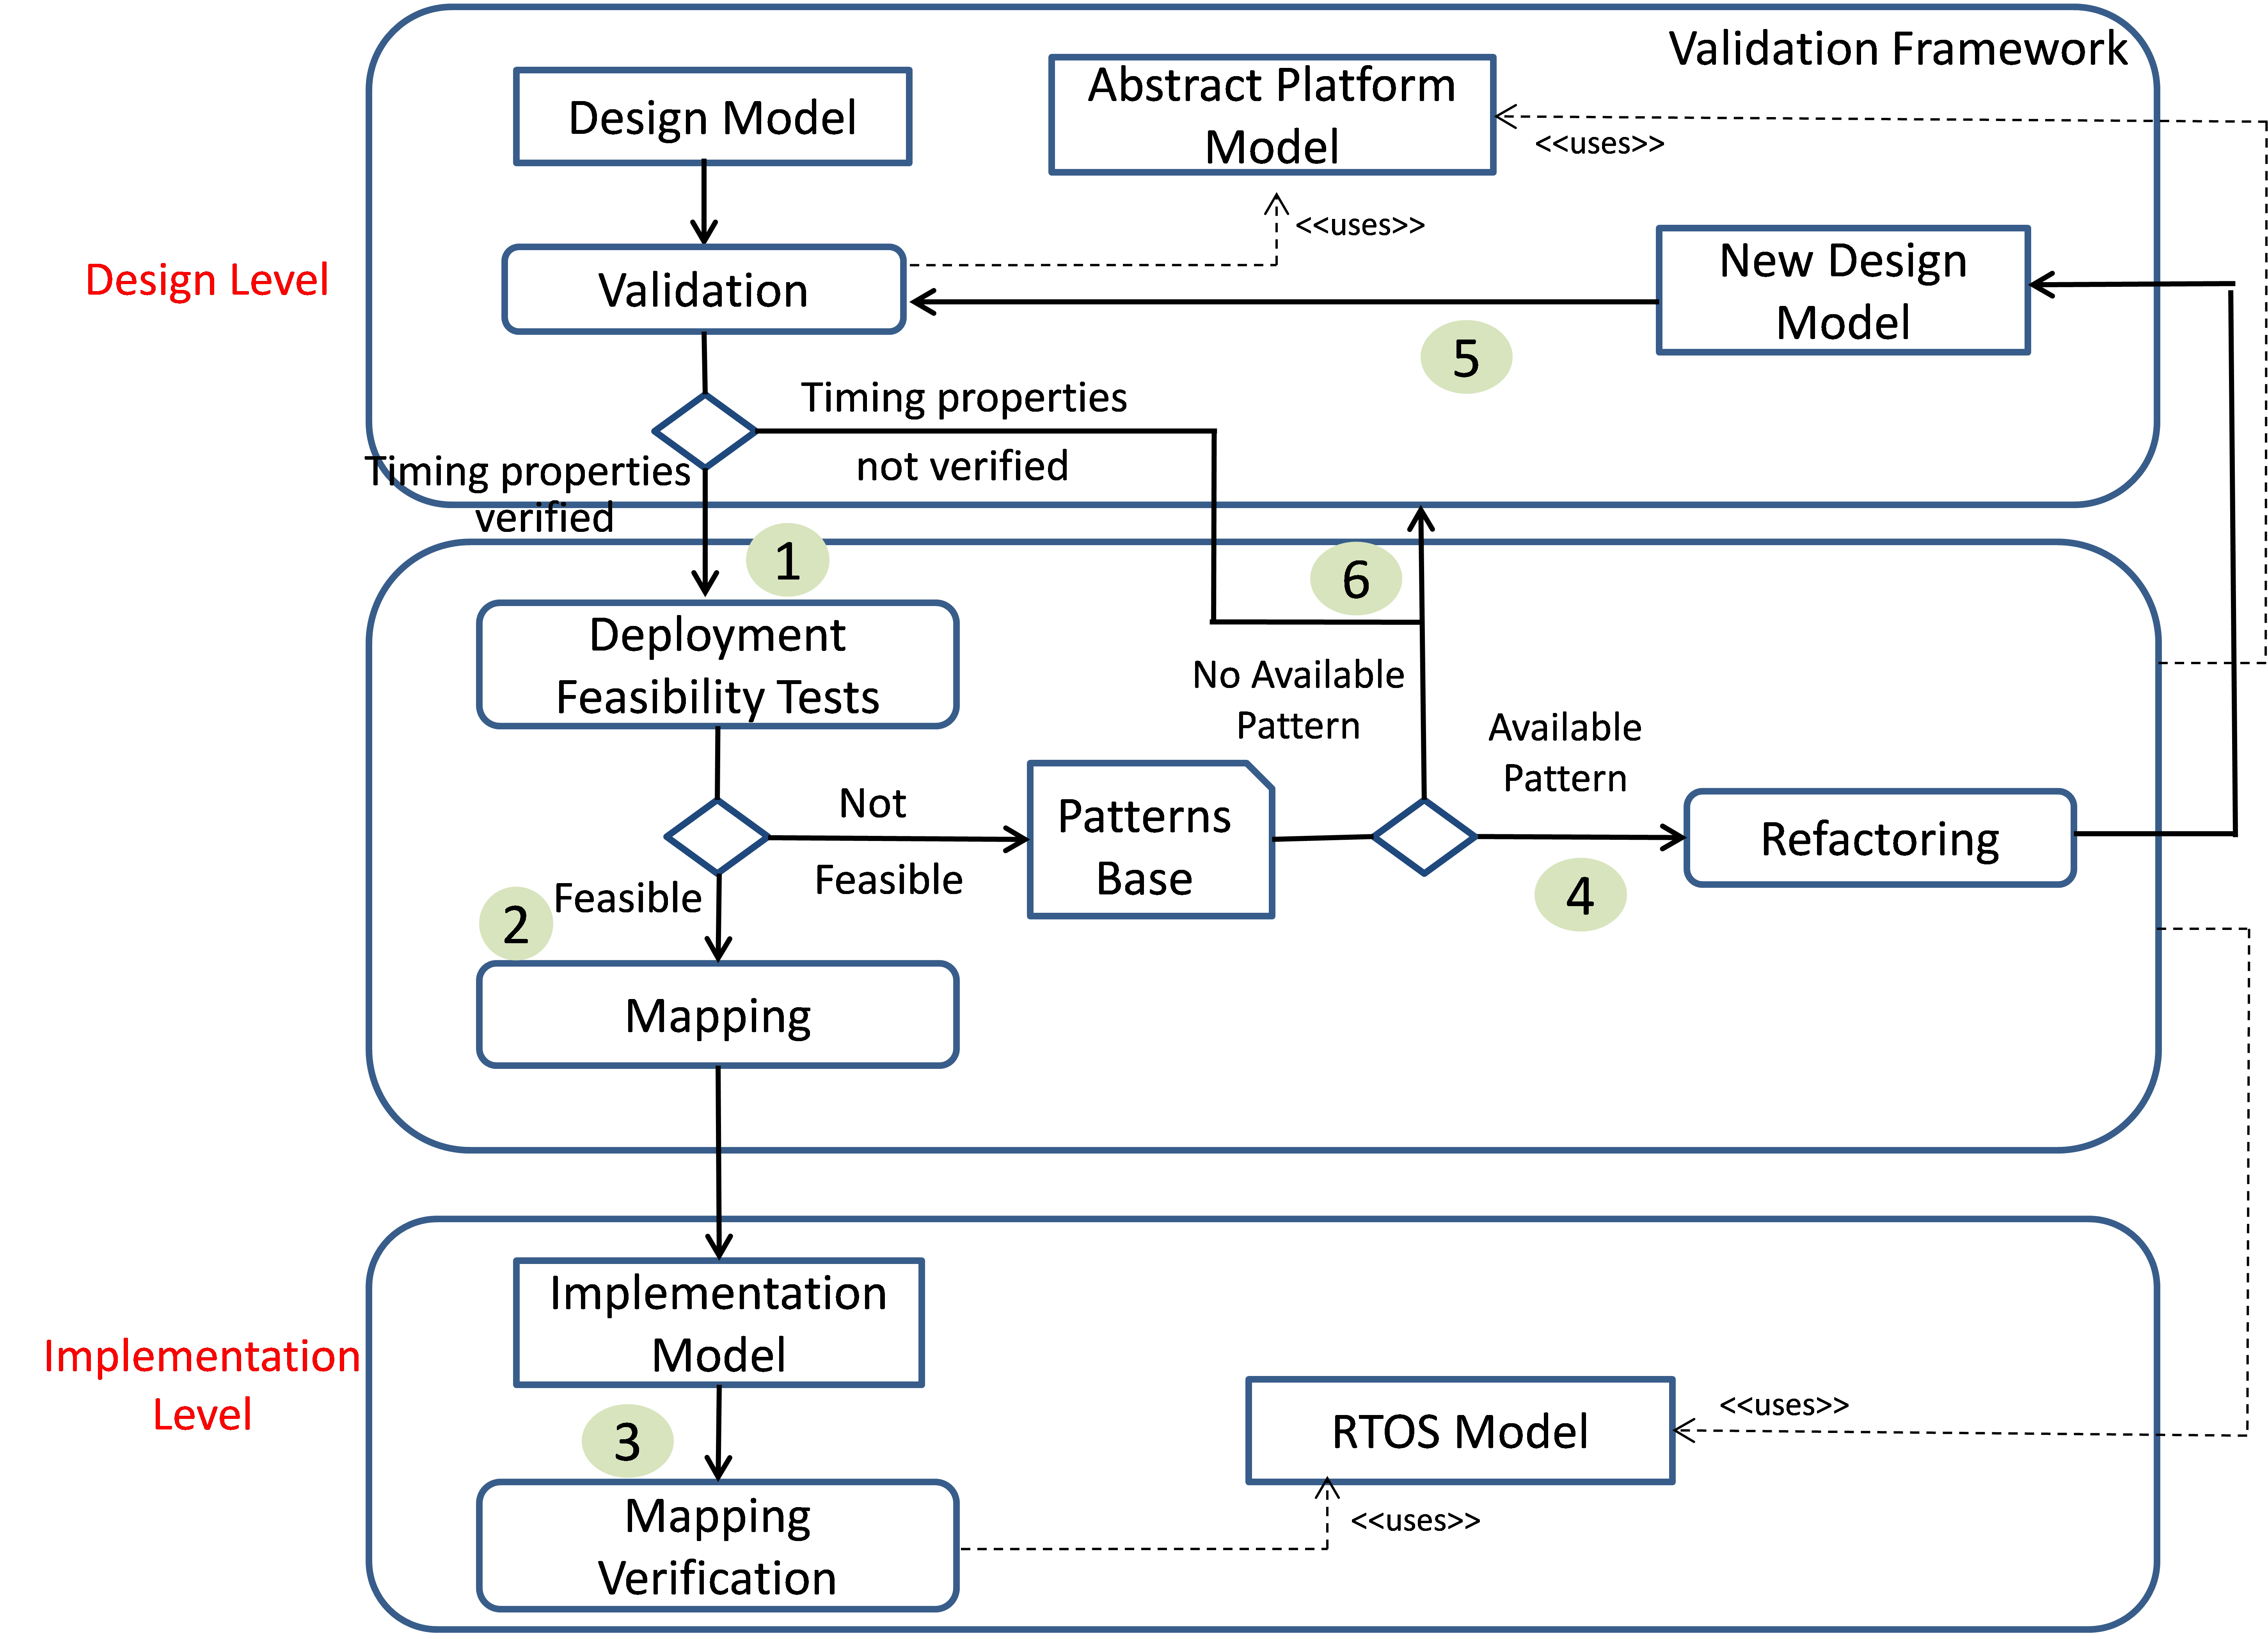 Validation Framework
Design Model
Abstract Platform
Model
<<uses>>
<<uses>>
Design Level
Validation
New Design
Model
5
Timing properties
not verified
Timing properties
verified
1
6
Deployment
Feasibility Tests
No Available
Pattern
Available
Pattern
Not
Feasible
Patterns
Base
Refactoring
4
Feasible
2
Mapping
Implementation
Level
Implementation
Model
3
RTOS Model
<<uses>>
Mapping
Verification
<<uses>>